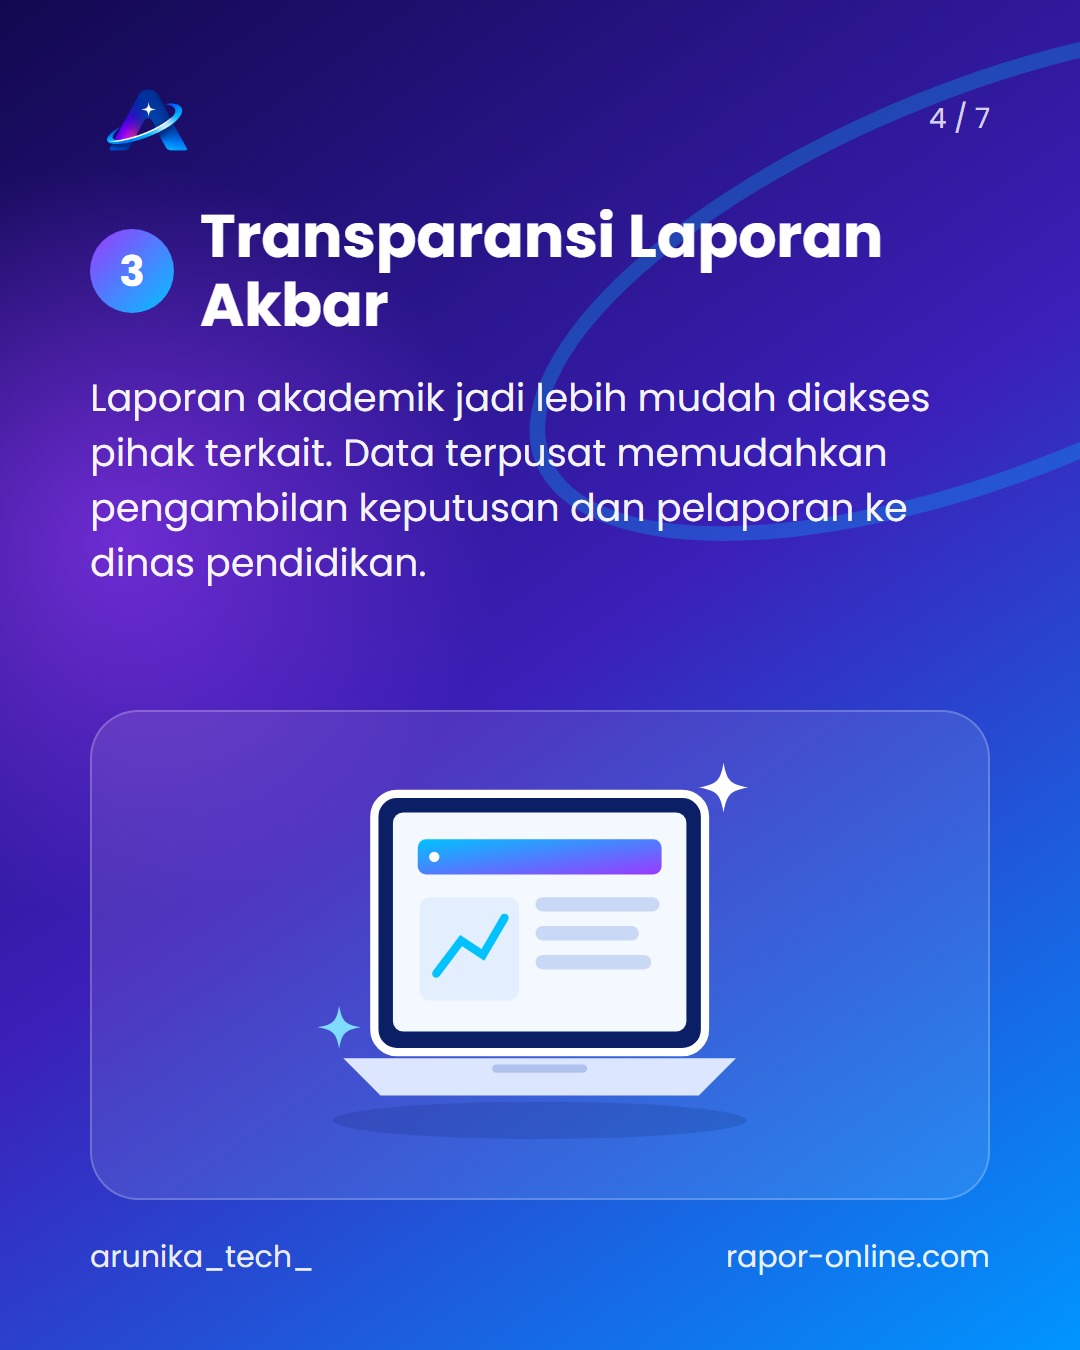 4 / 7
3
Transparansi Laporan
Akbar
Laporan akademik jadi lebih mudah diakses
pihak terkait. Data terpusat memudahkan
pengambilan keputusan dan pelaporan ke
dinas pendidikan.
arunika_tech_
rapor-online.com